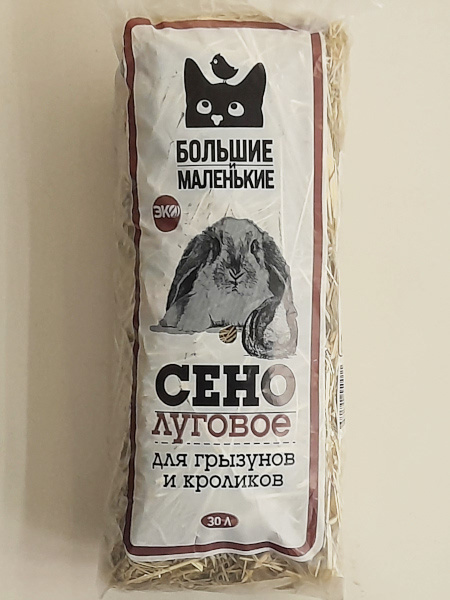 БОЛЬШИЕ
и
МАЛЕНЬКИЕ
ЭКО
СЕНО
луговое
для грызунов
и кроликов
30 Л